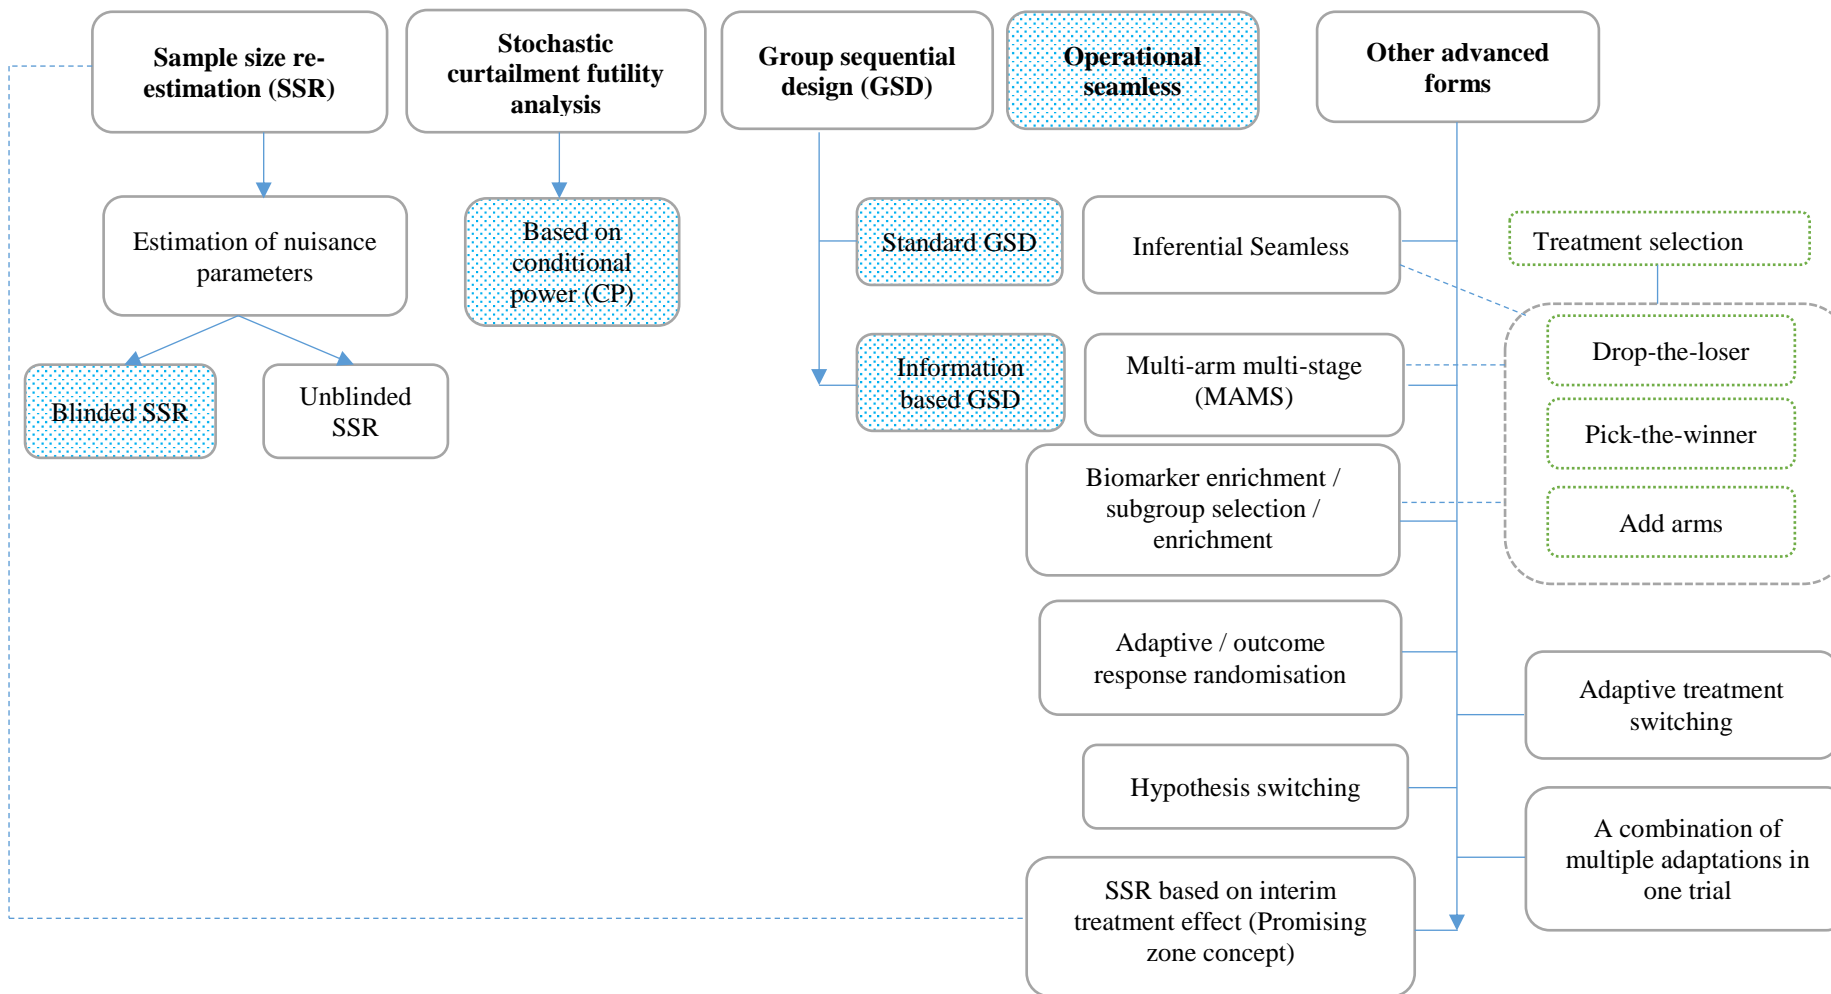 Sample size re-
estimation (SSR)
Stochastic
curtailment futility
analysis
Group sequential
design (GSD)
Operational
seamless
Other advanced
forms
Estimation of nuisance
parameters
Blinded SSR
Unblinded
SSR
Based on
conditional
power (CP)
Standard GSD
Information
based GSD
Inferential Seamless
Multi-arm multi-stage
(MAMS)
Biomarker enrichment /
subgroup selection /
enrichment
Adaptive / outcome
response randomisation
Hypothesis switching
SSR based on interim
treatment effect (Promising
zone concept)
Treatment selection
Drop-the-loser
Pick-the-winner
Add arms
Adaptive treatment
switching
A combination of
multiple adaptations in
one trial